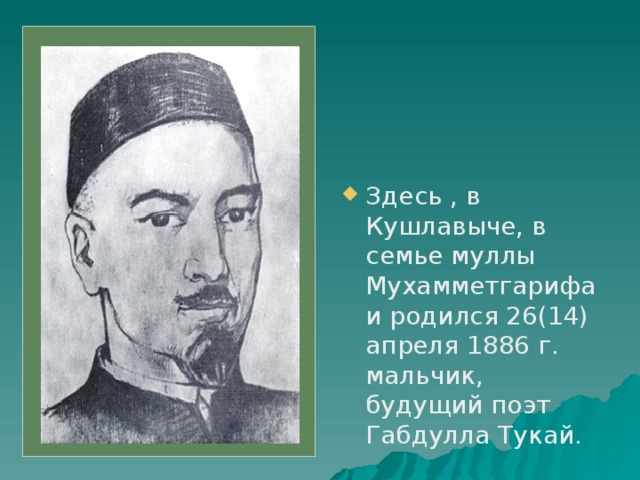 Здесь , в
Кушлавыче, в
семье муллы
Мухамметгарифа
и родился 26(14)
апреля 1886 г.
мальчик,
будущий поэт
Габдулла Тукай.